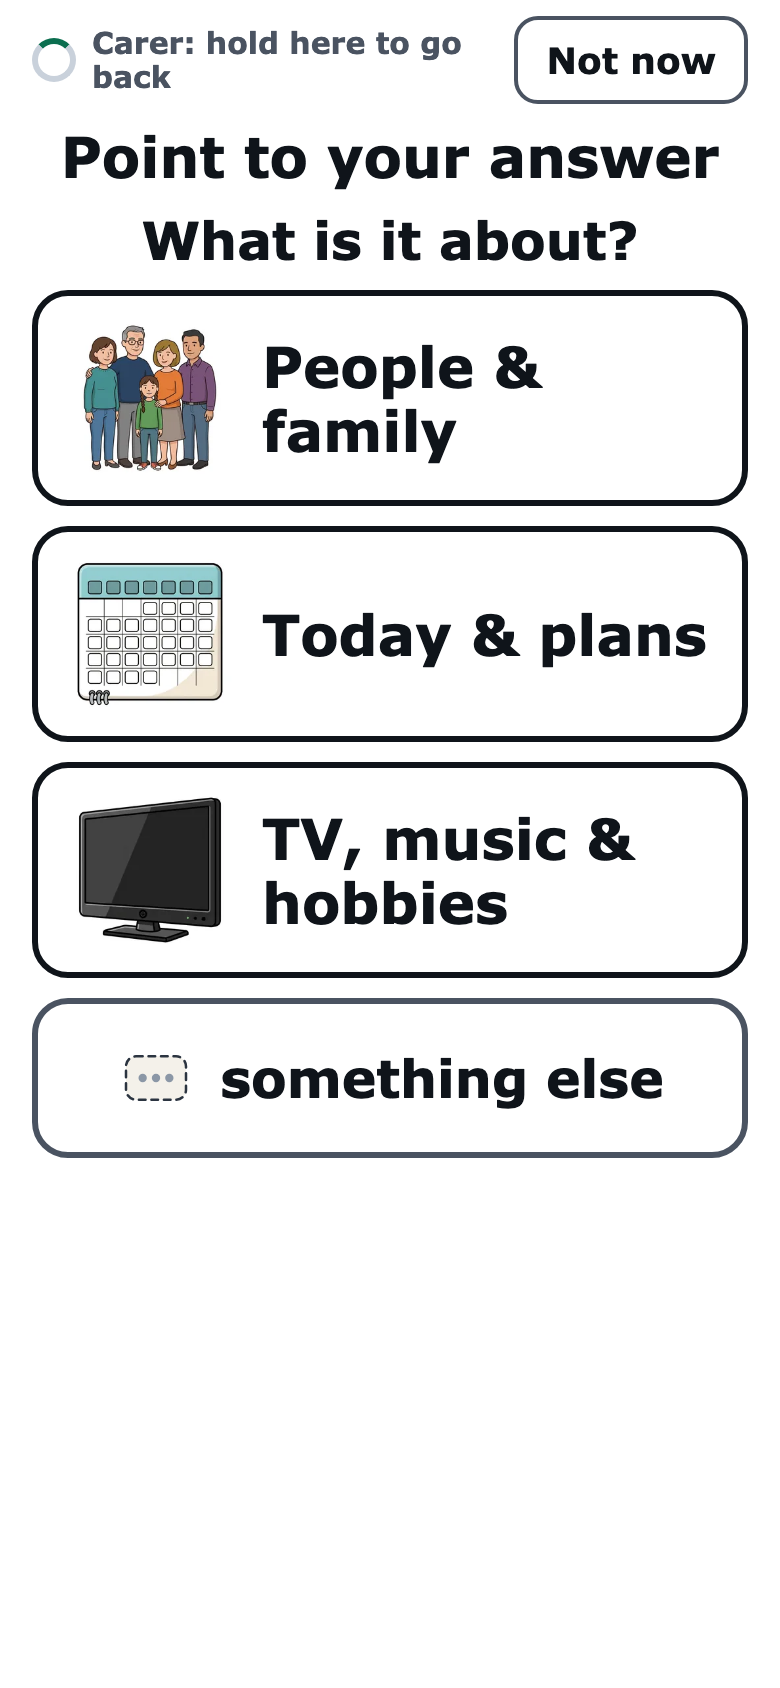 Carer: hold here to go
back
Not now
Point to your answer
What is it about?
People &
family
Today & plans
TV, music &
hobbies
something else